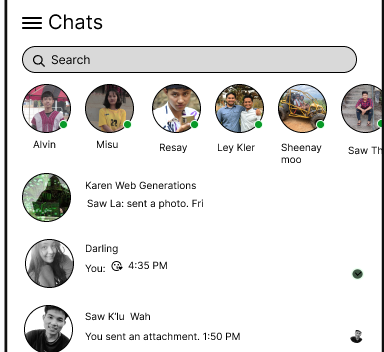 Chats
Search
Alvin
Misu
Resay
Ley Kler
Sheenay
moo
Saw Th
Karen Web Generations
Saw La: sent a photo. Fri
Darling
You: 4:35 PM
Saw K'lu Wah
You sent an attachment. 1:50 PM